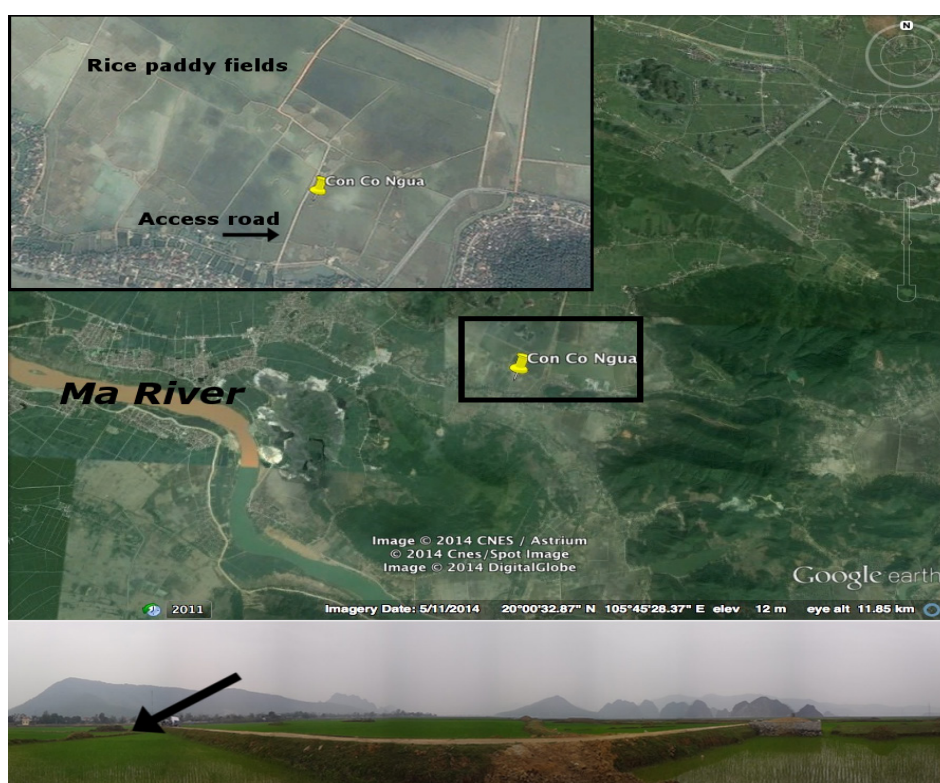 N
Rice paddy fields
Con Co Ngua
Access road
Con Co Ngua
Ma River
Image © 2014 CNES / Astrium
© 2014 Cnes/Spot Image
Image © 2014 DigitalGlobe
Google earth
2011
Imagery Date: 5/11/2014 20°00'32.87" N 105°45'28.37" E elev 12 m eye alt 11.85 km